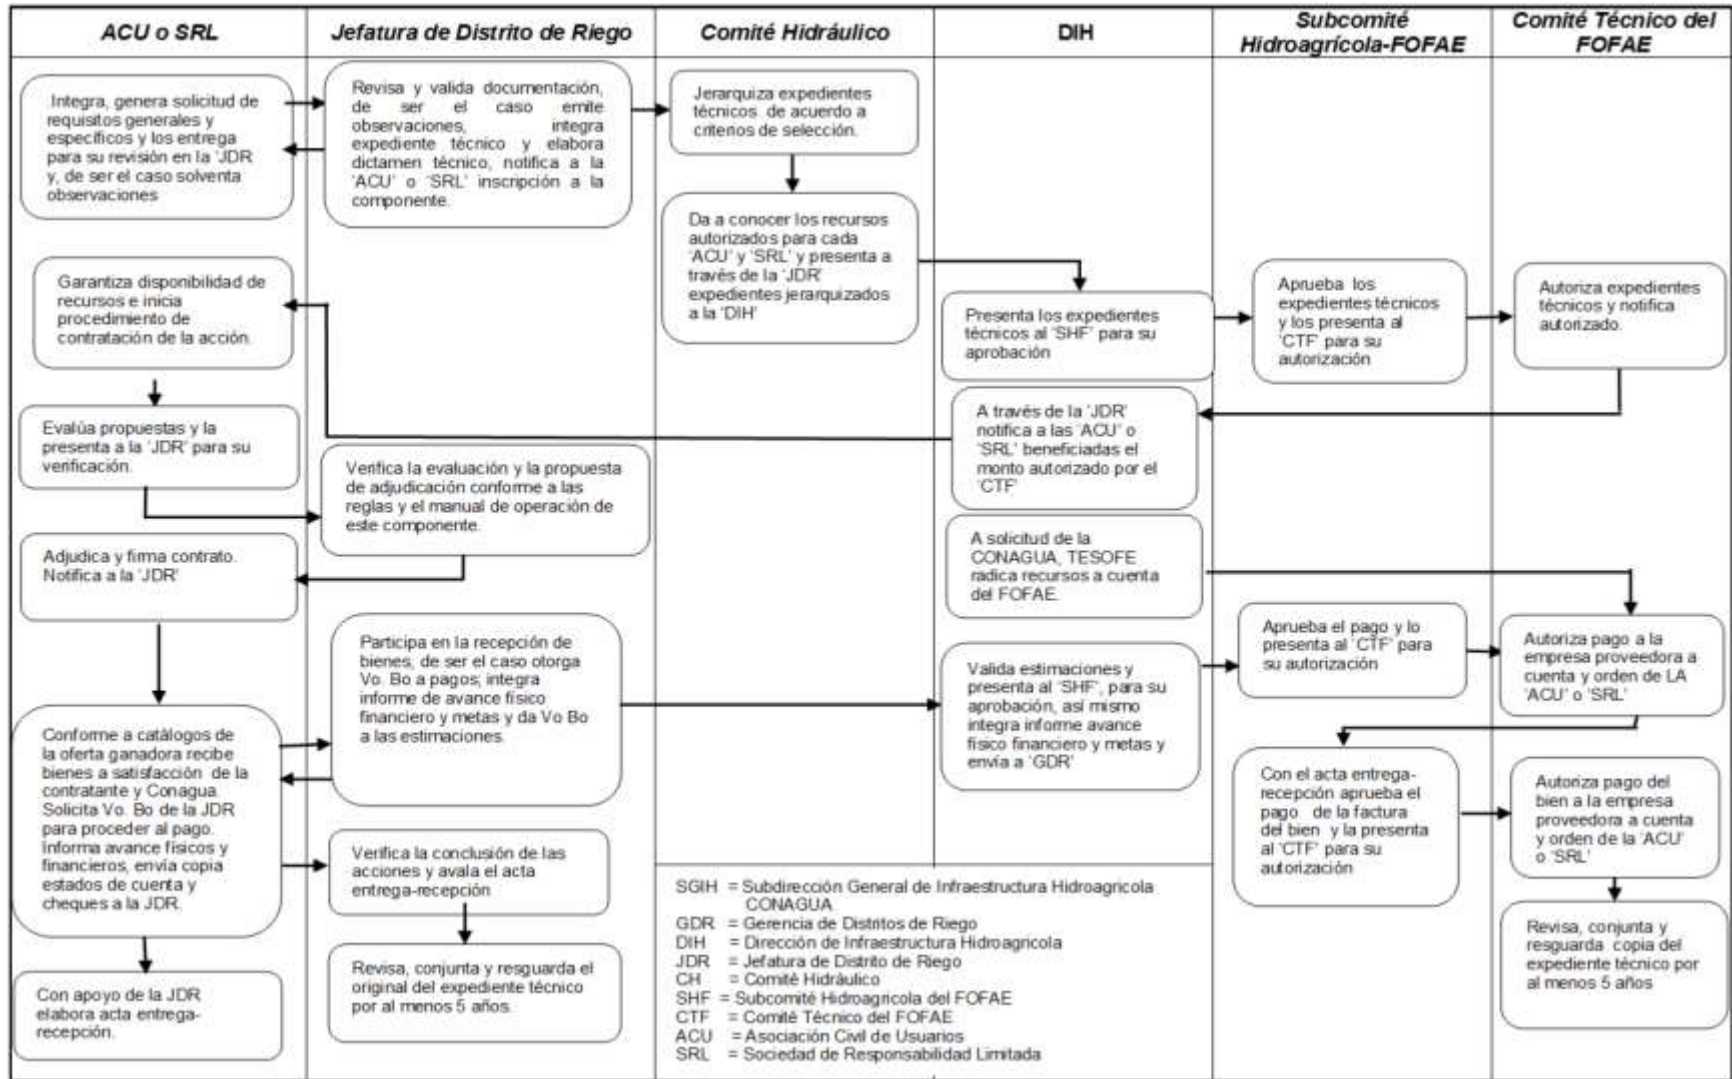 ACU o SRL
Jefatura de Distrito de Riego
Comité Hidráulico
DIH
Subcomité
Hidroagrícola-FOFAE
Comité Técnico del
FOFAE
Integra, genera solicitud de
requisitos generales y
específicos y los entrega
para su revisión en la 'JDR
y, de ser el caso solventa
observaciones
Revisa y valida documentación,
de ser el caso emite
observaciones, integra
expediente técnico y elabora
dictamen técnico, notifica a la
'ACU' o 'SRL' inscripción a la
componente.
Jerarquiza expedientes
técnicos de acuerdo a
criterios de selección.
Da a conocer los recursos
autorizados para cada
'ACU' y 'SRL' y presenta a
través de la 'JDR'
expedientes jerarquizados
a la 'DIH'
Garantiza disponibilidad de
recursos e inicia
procedimiento de
contratación de la acción.
Presenta los expedientes
técnicos al 'SHF' para su
aprobación
Aprueba los
expedientes técnicos
y los presenta al
'CTF' para su
autorización
Autoriza expedientes
técnicos y notifica
autorizado.
A través de la 'JDR'
notifica a las 'ACU' o
'SRL' beneficiadas el
monto autorizado por el
'CTF'
Evalúa propuestas y la
presenta a la 'JDR' para su
verificación.
Verifica la evaluación y la propuesta
de adjudicación conforme a las
reglas y el manual de operación de
este componente.
Adjudica y firma contrato.
Notifica a la 'JDR'
A solicitud de la
CONAGUA, TESOFE
radica recursos a cuenta
del FOFAE.
Participa en la recepción de
bienes, de ser el caso otorga
Vo. Bo a pagos; integra
informe de avance físico
financiero y metas y da Vo Bo
a las estimaciones.
Valida estimaciones y
presenta al 'SHF', para su
aprobación, así mismo
integra informe avance
físico financiero y metas y
envía a 'GDR'
Aprueba el pago y lo
presenta al 'CTF' para
su autorización
Autoriza pago a la
empresa proveedora a
cuenta y orden de LA
'ACU' o 'SRL'
Conforme a catálogos de
la oferta ganadora recibe
bienes a satisfacción de la
contratante y Conagua.
Solicita Vo. Bo de la JDR
para proceder al pago.
Informa avance físicos y
financieros, envía copia
estados de cuenta y
cheques a la JDR.
Con el acta entrega-
recepción aprueba el
pago de la factura
del bien y la presenta
al 'CTF' para su
autorización
Autoriza pago del
bien a la empresa
proveedora a cuenta
y orden de la 'ACU'
o 'SRL'
Verifica la conclusión de las
acciones y avala el acta
entrega-recepción
Revisa, conjunta y resguarda el
original del expediente técnico
por al menos 5 años.
Con apoyo de la JDR
elabora acta entrega-
recepción.
Revisa, conjunta y
resguarda copia del
expediente técnico por
al menos 5 años
SGIH = Subdirección General de Infraestructura Hidroagricola
CONAGUA
GDR = Gerencia de Distritos de Riego
DIH = Dirección de Infraestructura Hidroagricola
JDR = Jefatura de Distrito de Riego
CH = Comité Hidráulico
SHF = Subcomité Hidroagricola del FOFAE
CTF = Comité Técnico del FOFAE
ACU = Asociación Civil de Usuarios
SRL = Sociedad de Responsabilidad Limitada